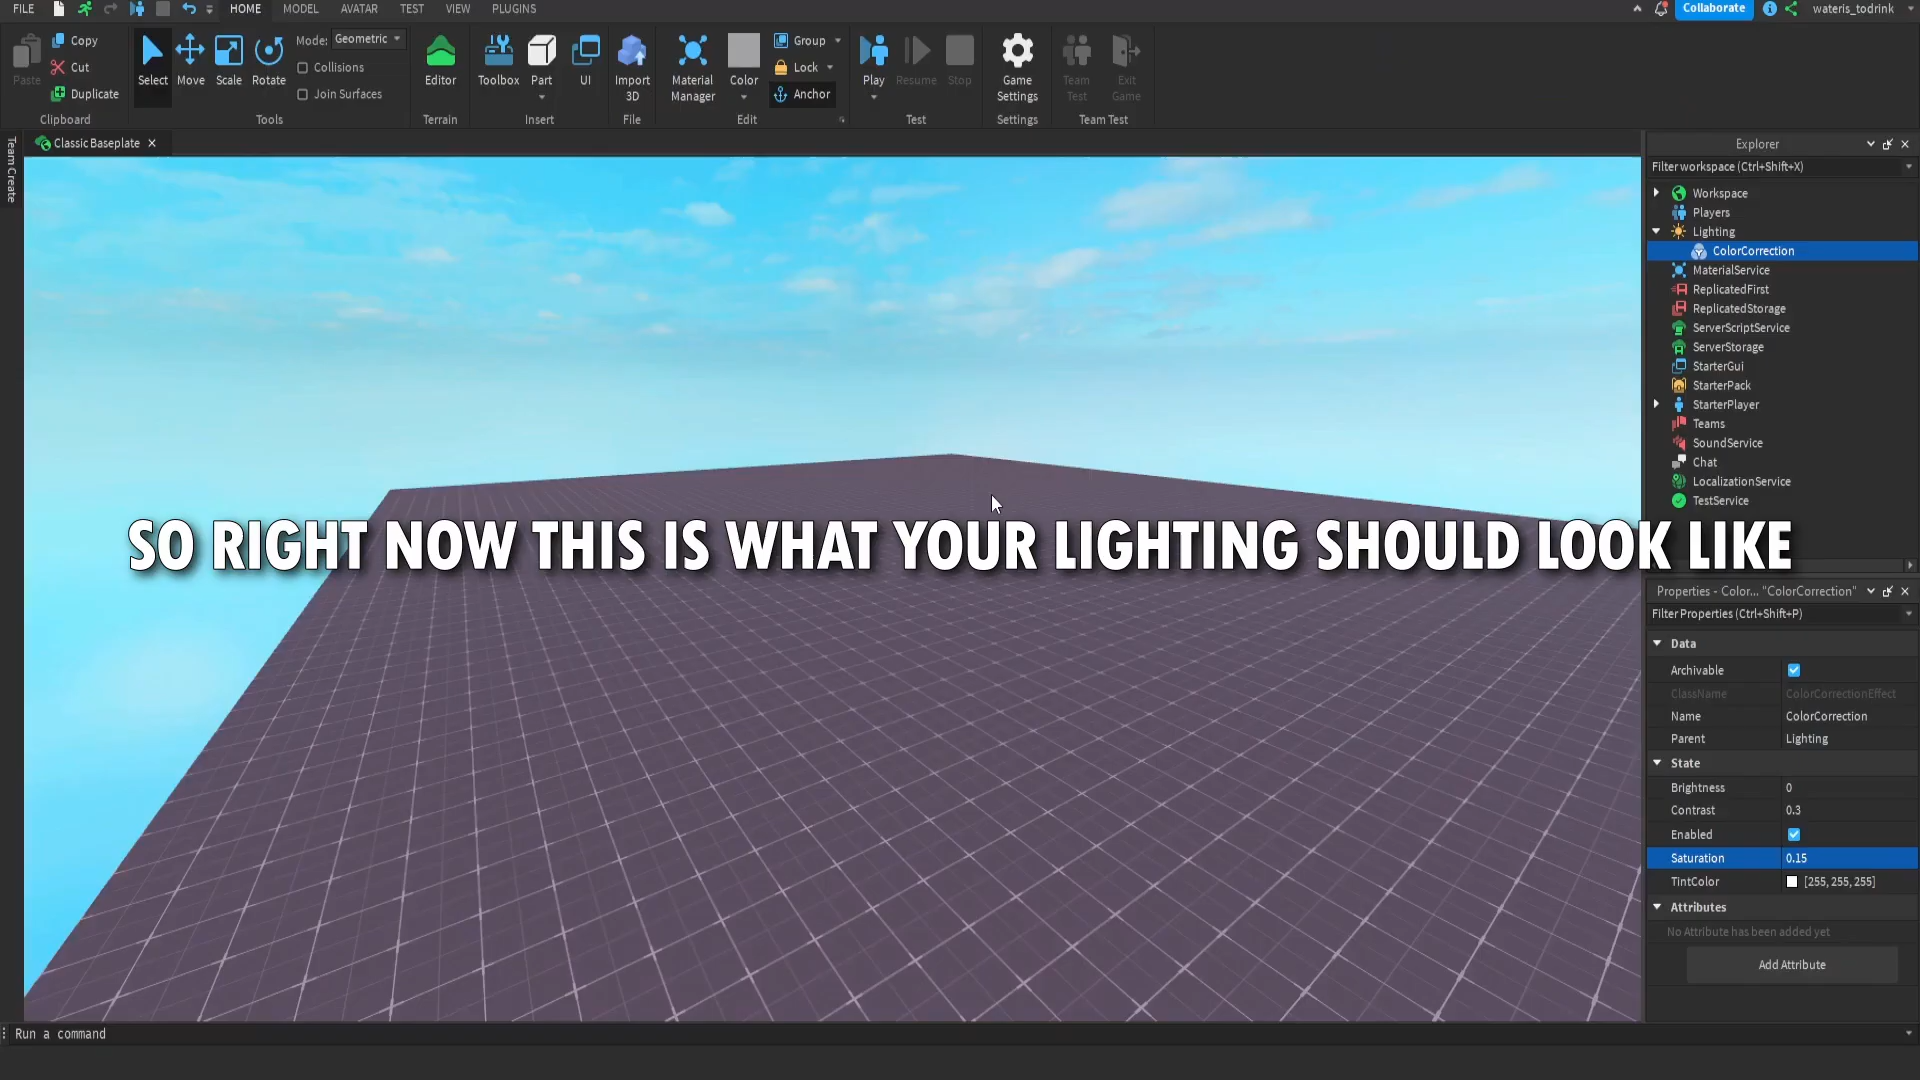 FILE
HOME
MODEL
AVATAR
TEST
VIEW
PLUGINS
Collaborate
wateris_todrink
Paste
Copy
Cut
Duplicate
Clipboard
Select
Move
Scale
Rotate
Mode: Geometric
Collisions
Join Surfaces
Tools
Editor
Terrain
Toolbox
Part
UI
Insert
Import
3D
File
Material
Manager
Color
Group
Lock
Anchor
Edit
Play
Resume
Stop
Test
Game
Settings
Settings
Team
Test
Exit
Game
Team Test
Team Create
Classic Baseplate
SO RIGHT NOW THIS IS WHAT YOUR LIGHTING SHOULD LOOK LIKE
Explorer
Filter workspace (Ctrl+Shift+X)
Workspace
Players
Lighting
ColorCorrection
MaterialService
ReplicatedFirst
ReplicatedStorage
ServerScriptService
ServerStorage
StarterGui
StarterPack
StarterPlayer
Teams
SoundService
Chat
LocalizationService
TestService
Properties - Color... "ColorCorrection"
Filter Properties (Ctrl+Shift+P)
Data
Archivable
ClassName ColorCorrectionEffect
Name ColorCorrection
Parent Lighting
State
Brightness 0
Contrast 0.3
Enabled
Saturation 0.15
TintColor [255, 255, 255]
Attributes
No Attribute has been added yet
Add Attribute
Run a command